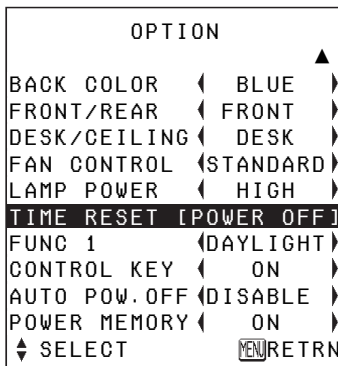 OPTION
BACK COLOR BLUE
FRONT/REAR FRONT
DESK/CEILING DESK
FAN CONTROL STANDARD
LAMP POWER HIGH
TIME RESET [POWER OFF]
FUNC 1 DAYLIGHT
CONTROL KEY ON
AUTO POW.OFF DISABLE
POWER MEMORY ON
SELECT MENU RETRN